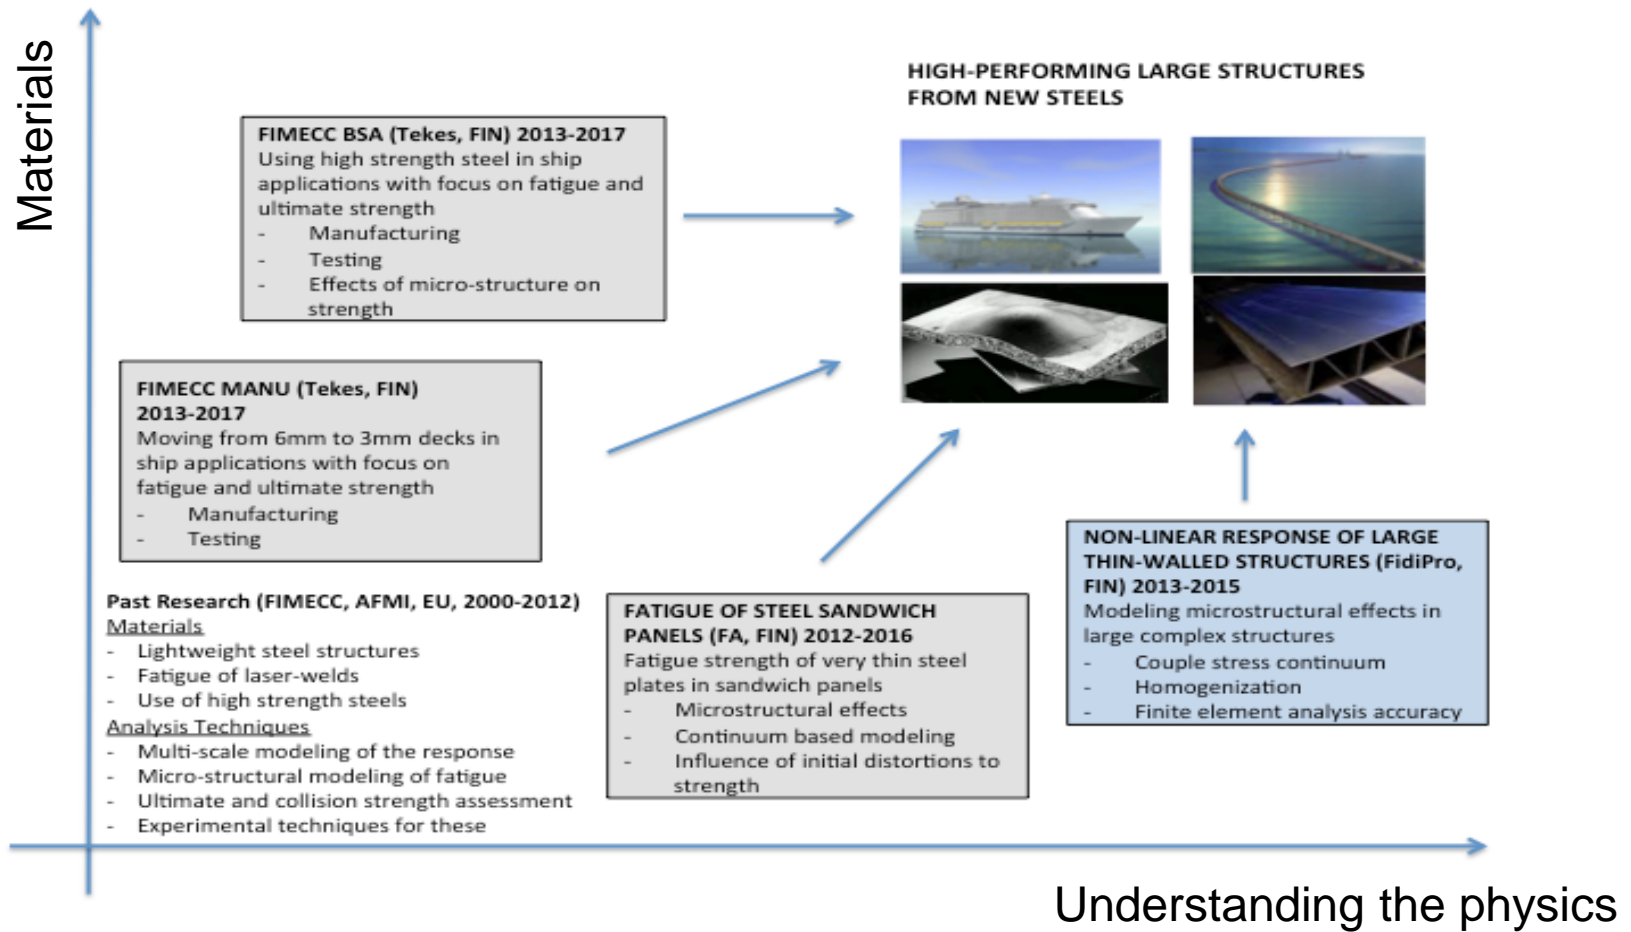 Materials
HIGH-PERFORMING LARGE STRUCTURES
FROM NEW STEELS
FIMECC BSA (Tekes, FIN) 2013-2017
Using high strength steel in ship
applications with focus on fatigue and
ultimate strength
- Manufacturing
- Testing
- Effects of micro-structure on
strength
FIMECC MANU (Tekes, FIN)
2013-2017
Moving from 6mm to 3mm decks in
ship applications with focus on
fatigue and ultimate strength
- Manufacturing
- Testing
Past Research (FIMECC, AFMI, EU, 2000-2012)
Materials
- Lightweight steel structures
- Fatigue of laser-welds
- Use of high strength steels
Analysis Techniques
- Multi-scale modeling of the response
- Micro-structural modeling of fatigue
- Ultimate and collision strength assessment
- Experimental techniques for these
FATIGUE OF STEEL SANDWICH
PANELS (FA, FIN) 2012-2016
Fatigue strength of very thin steel
plates in sandwich panels
- Microstructural effects
- Continuum based modeling
- Influence of initial distortions to
strength
NON-LINEAR RESPONSE OF LARGE
THIN-WALLED STRUCTURES (FidiPro,
FIN) 2013-2015
Modeling microstructural effects in
large complex structures
- Couple stress continuum
- Homogenization
- Finite element analysis accuracy
Understanding the physics